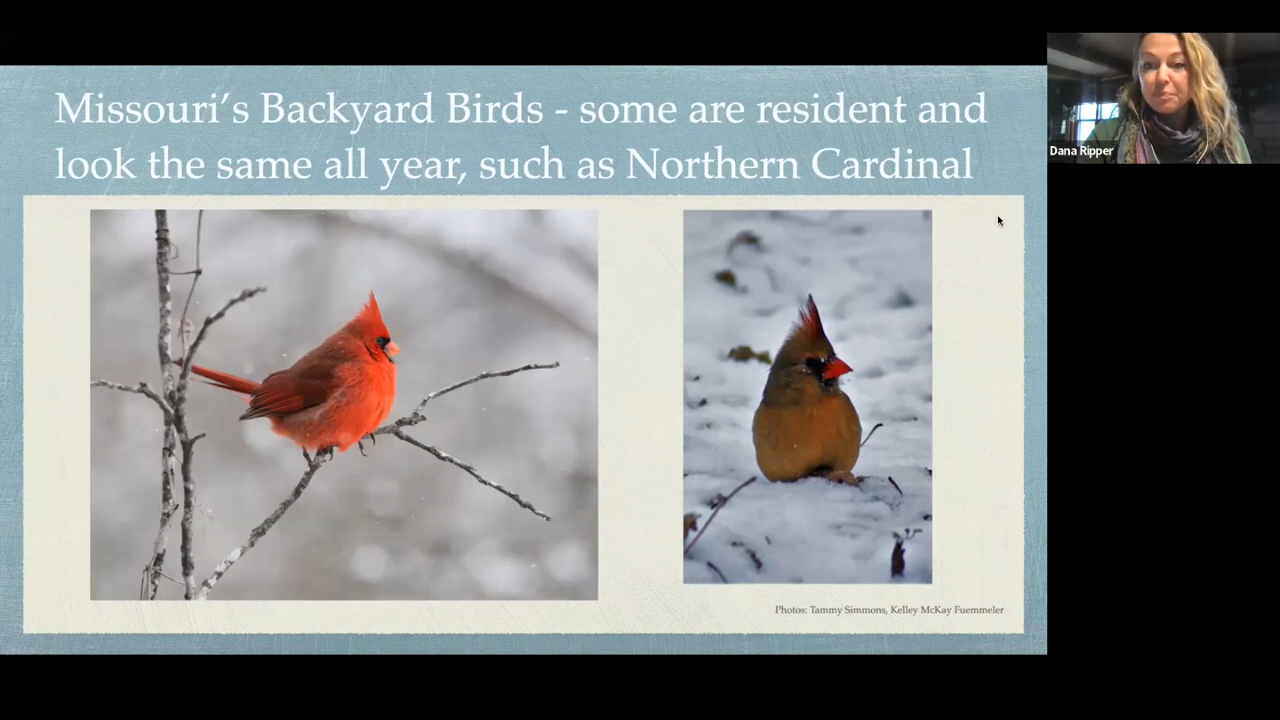 Missouri’s Backyard Birds - some are resident and
look the same all year, such as Northern Cardinal
Dana Ripper
Photos: Tammy Simmons, Kelley McKay Fuemmeler